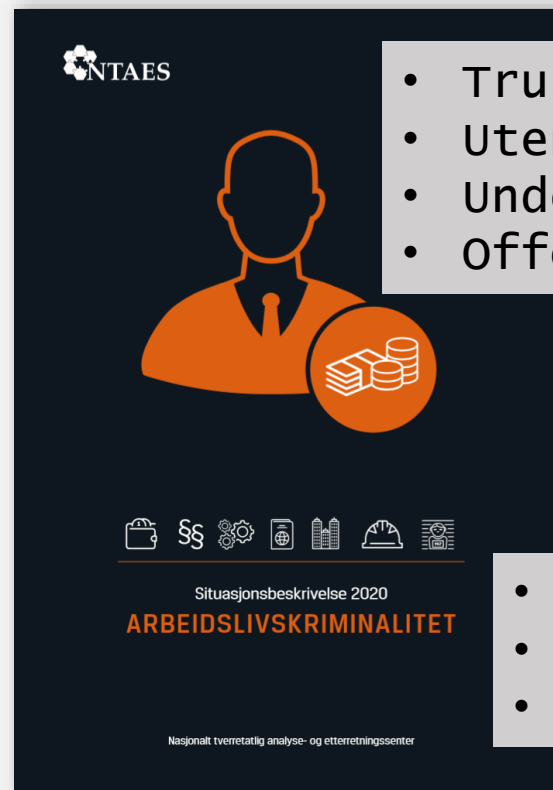 NTAES
• Tru
• Ute
• Und
• Off
§§
Situasjonsbeskrivelse 2020
ARBEIDSLIVSKRIMINALITET
•
•
•
Nasjonalt tverretatlig analyse- og etterretningssenter